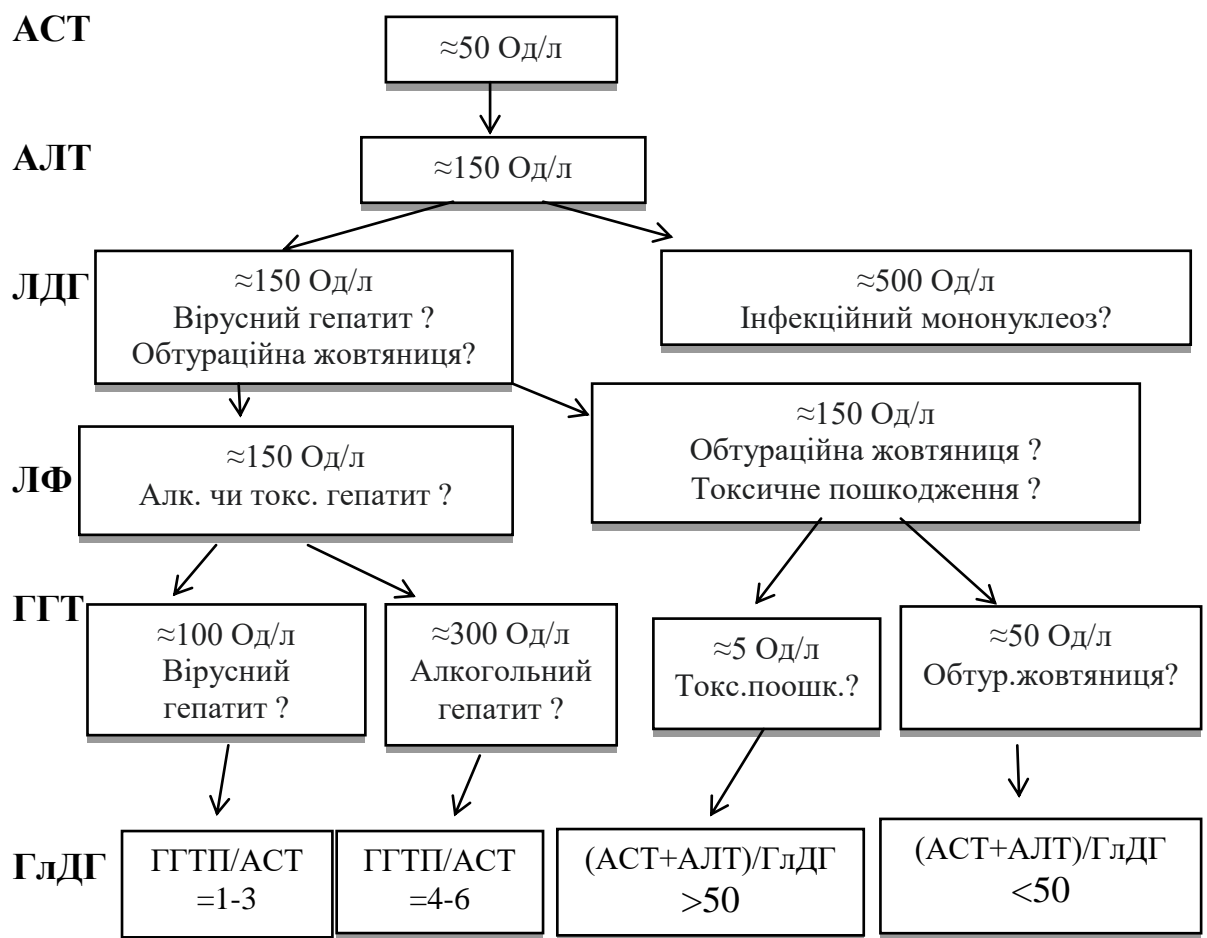 АСТ
≈50 Од/л
АЛТ
≈150 Од/л
ЛДГ
≈150 Од/л
Вірусний гепатит ?
Обтураційна жовтяниця?
≈500 Од/л
Інфекційний мононуклеоз?
ЛФ
≈150 Од/л
Алк. чи токс. гепатит ?
≈150 Од/л
Обтураційна жовтяниця ?
Токсичне пошкодження ?
ГГТ
≈100 Од/л
Вірусний
гепатит ?
≈300 Од/л
Алкогольний
гепатит ?
≈5 Од/л
Токс.поошк.?
≈50 Од/л
Обтур.жовтяниця?
ГлДГ
ГГТП/АСТ
=1-3
ГГТП/АСТ
=4-6
(АСТ+АЛТ)/ГлДГ
>50
(АСТ+АЛТ)/ГлДГ
<50